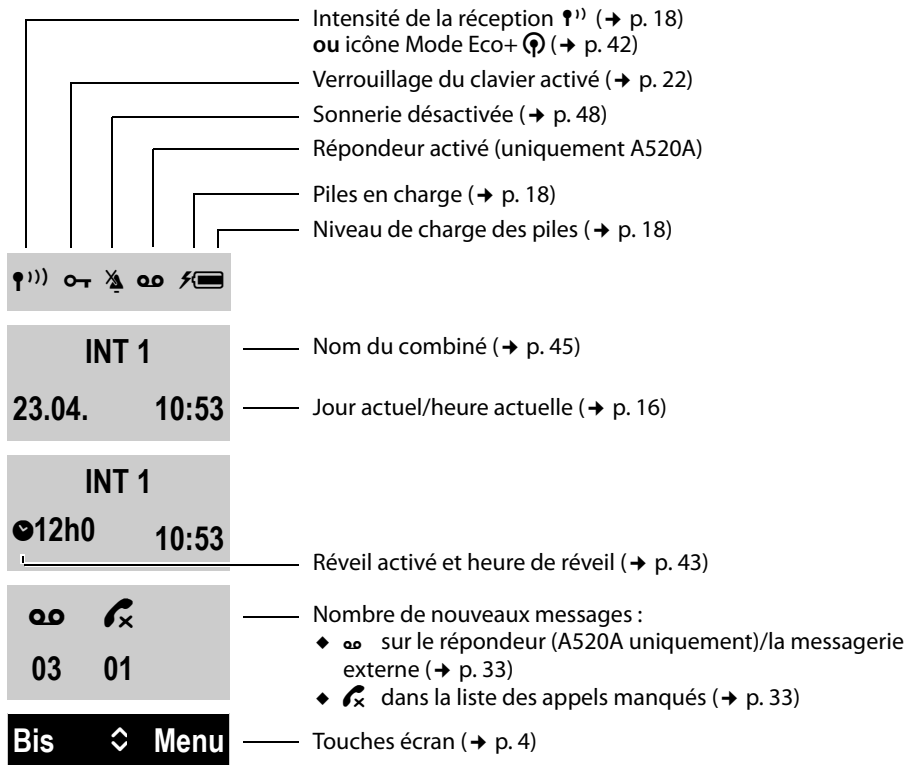 Intensité de la réception (➔ p. 18)
ou icône Mode Eco+ (➔ p. 42)
Verrouillage du clavier activé (➔ p. 22)
Sonnerie désactivée (➔ p. 48)
Répondeur activé (uniquement A520A)
Piles en charge (➔ p. 18)
Niveau de charge des piles (➔ p. 18)
INT 1
Nom du combiné (➔ p. 45)
23.04. 10:53
Jour actuel/heure actuelle (➔ p. 16)
INT 1
12h0 10:53
Réveil activé et heure de réveil (➔ p. 43)
03 01
Nombre de nouveaux messages :
◆ sur le répondeur (A520A uniquement)/la messagerie
externe (➔ p. 33)
◆ dans la liste des appels manqués (➔ p. 33)
Bis Menu
Touches écran (➔ p. 4)